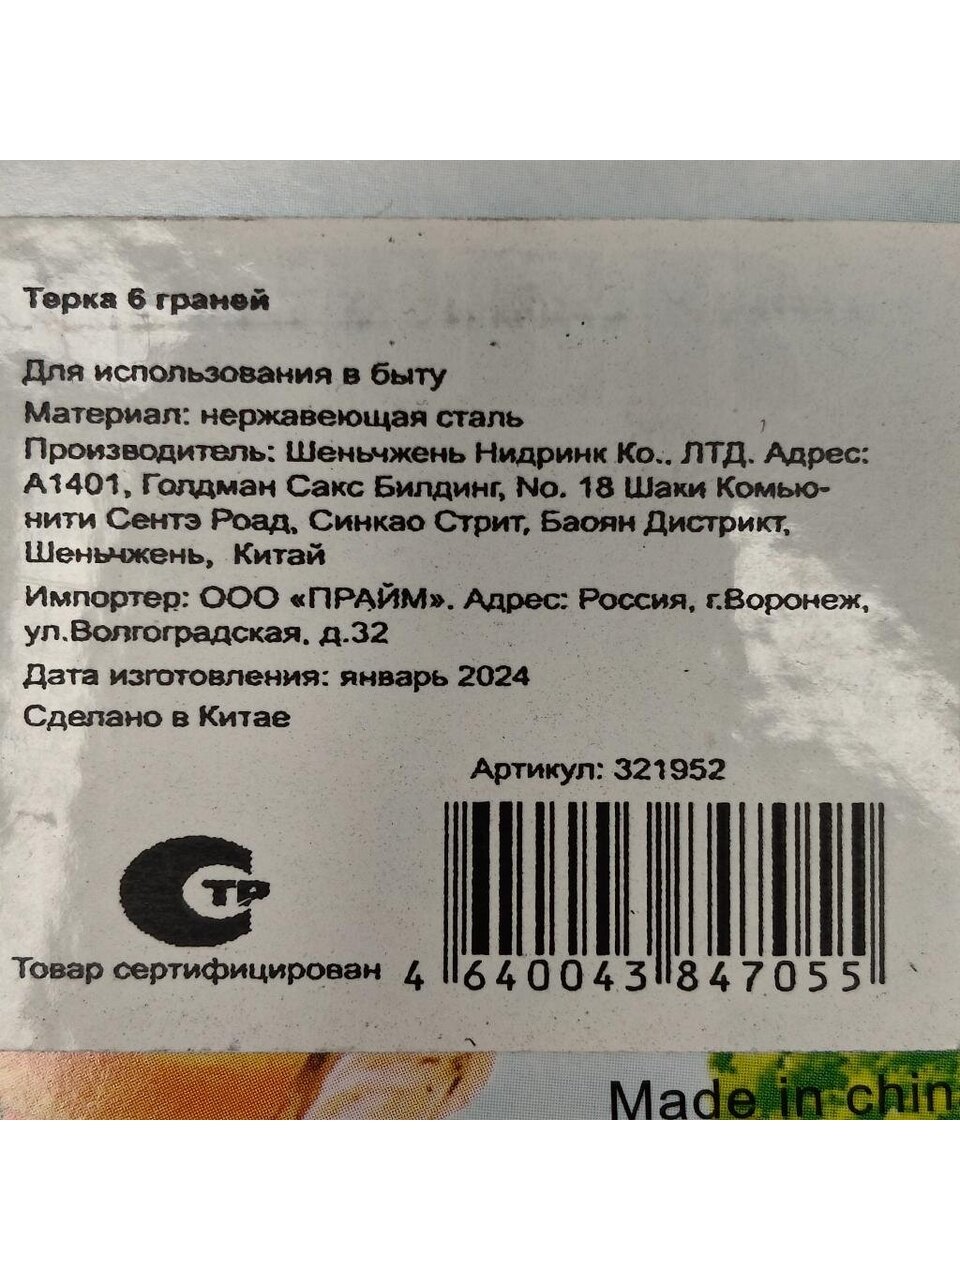 Терка 6 граней
Для использования в быту
Материал: нержавеющая сталь
Производитель: Шеньчжень Нидринк Ко., ЛТД. Адрес:
А1401, Голдман Сакс Билдинг, No. 18 Шаки Комью-
нити Сентэ Роад, Синкао Стрит, Баоян Дистрикт,
Шеньчжень, Китай
Импортер: ООО «ПРАЙМ». Адрес: Россия, г.Воронеж,
ул.Волгоградская, д.32
Дата изготовления: январь 2024
Сделано в Китае
Артикул: 321952
СТР
Товар сертифицирован
4 640043 847055
Made in chin